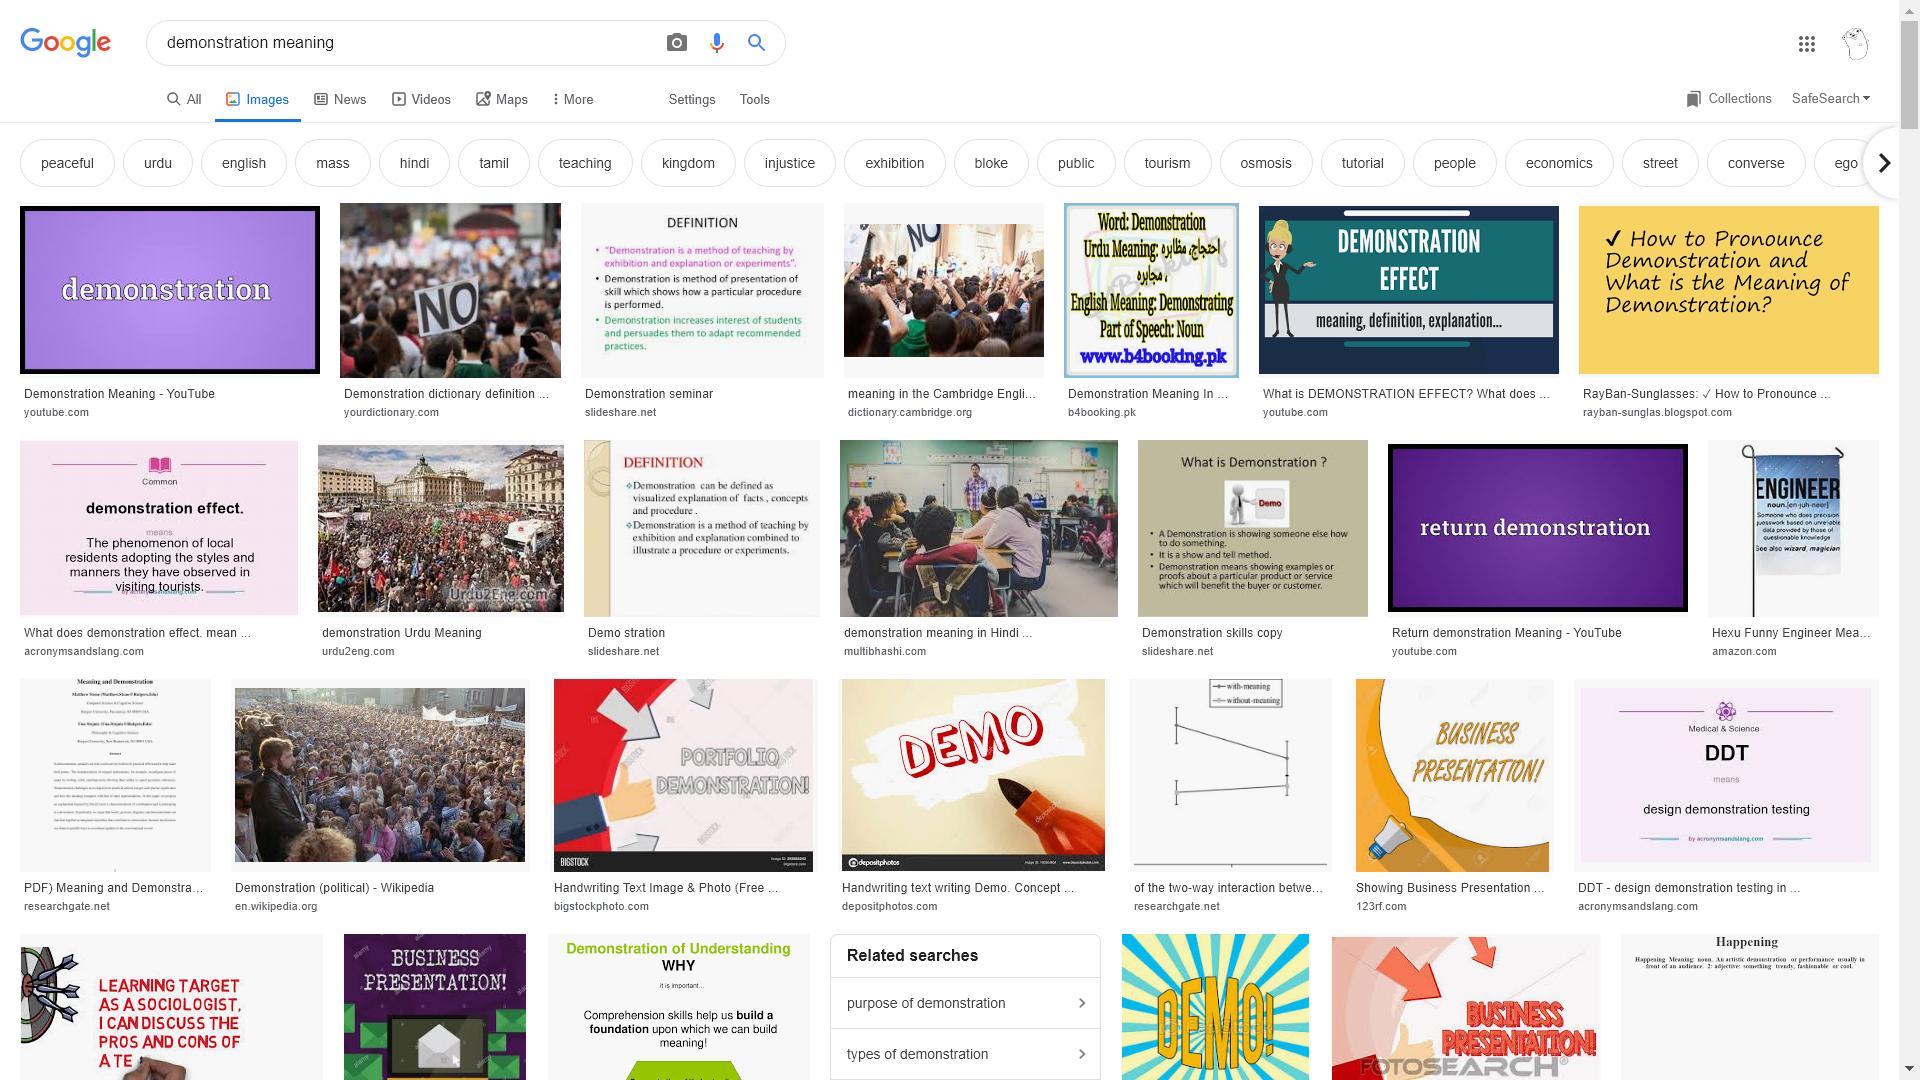 Google
demonstration meaning
All
Images
News
Videos
Maps
More
Settings
Tools
Collections
SafeSearch
peaceful
urdu
english
mass
hindi
tamil
teaching
kingdom
injustice
exhibition
bloke
public
tourism
osmosis
tutorial
people
economics
street
converse
ego
demonstration
Demonstration Meaning - YouTube
youtube.com
NO
Demonstration dictionary definition ...
yourdictionary.com
DEFINITION
• "Demonstration is a method of teaching by
exhibition and explanation or experiments".
• Demonstration is method of presentation of
skill which shows how a particular procedure
is performed.
• Demonstration increases interest of students
and persuades them to adapt recommended
practices.
Demonstration seminar
slideshare.net
NO
meaning in the Cambridge Engli...
dictionary.cambridge.org
Word: Demonstration
Urdu Meaning: احتجاج، مظاہرہ
English Meaning: Demonstrating
Part of Speech: Noun
www.b4booking.pk
Demonstration Meaning In ...
b4booking.pk
DEMONSTRATION
EFFECT
meaning, definition, explanation...
What is DEMONSTRATION EFFECT? What does ...
youtube.com
✓ How to Pronounce
Demonstration and
What is the Meaning of
Demonstration?
RayBan-Sunglasses: ✓ How to Pronounce ...
rayban-sunglas.blogspot.com
Common
demonstration effect.
means
The phenomenon of local
residents adopting the styles and
manners they have observed in
visiting tourists.
by acronymsandslang.com
What does demonstration effect. mean ...
acronymsandslang.com
Urdu2Eng.com
demonstration Urdu Meaning
urdu2eng.com
DEFINITION
❖Demonstration can be defined as
visualized explanation of facts , concepts
and procedure .
❖Demonstration is a method of teaching by
exhibition and explanation combined to
illustrate a procedure or experiments.
Demo stration
slideshare.net
demonstration meaning in Hindi ...
multibhashi.com
What is Demonstration ?
Demo
• A Demonstration is showing someone else how
to do something.
• It is a show and tell method.
• Demonstration means showing examples or
proofs about a particular product or service
which will benefit the buyer or customer.
Demonstration skills copy
slideshare.net
return demonstration
Return demonstration Meaning - YouTube
youtube.com
ENGINEER
noun.[en-juh-neer]
Someone who does precision
guesswork based on unreliable
data provided by those of
questionable knowledge
See also wizard, magician
Hexu Funny Engineer Mea...
amazon.com
Meaning and Demonstration
PDF) Meaning and Demonstra...
researchgate.net
Demonstration (political) - Wikipedia
en.wikipedia.org
PORTFOLIO
DEMONSTRATION!
BIGSTOCK
Handwriting Text Image & Photo (Free ...
bigstockphoto.com
DEMO
depositphotos
Handwriting text writing Demo. Concept ...
depositphotos.com
with-meaning
without-meaning
of the two-way interaction betwe...
researchgate.net
BUSINESS
PRESENTATION!
Showing Business Presentation ...
123rf.com
Medical & Science
DDT
means
design demonstration testing
by acronymsandslang.com
DDT - design demonstration testing in ...
acronymsandslang.com
LEARNING TARGET
AS A SOCIOLOGIST,
I CAN DISCUSS THE
PROS AND CONS OF
A TE
BUSINESS
PRESENTATION!
Demonstration of Understanding
WHY
it is important...
Comprehension skills help us build a
foundation upon which we can build
meaning!
Related searches
purpose of demonstration
types of demonstration
DEMO!
BUSINESS
PRESENTATION!
FOTOSEARCH®
Happening
Happening Meaning: noun. An artistic demonstration or performance usually in
front of an audience. 2: adjective: something trendy, fashionable or cool.